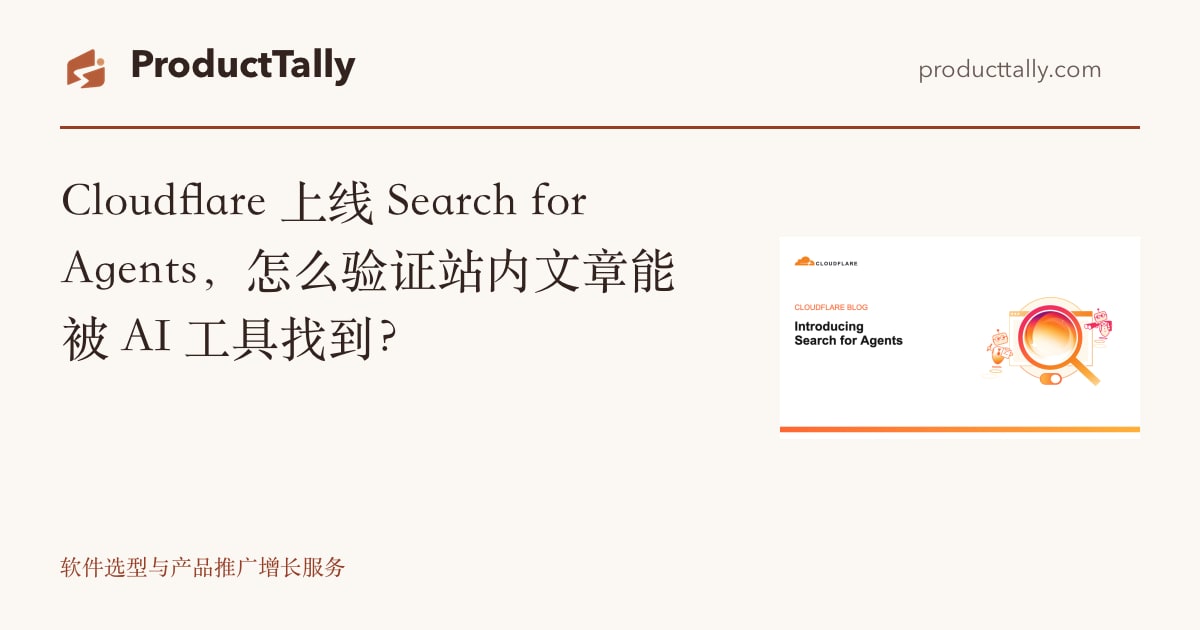 ProductTally
producttally.com
Cloudflare 上线 Search for
Agents，怎么验证站内文章能
被 AI 工具找到？
CLOUDFLARE
CLOUDFLARE BLOG
Introducing
Search for Agents
软件选型与产品推广增长服务